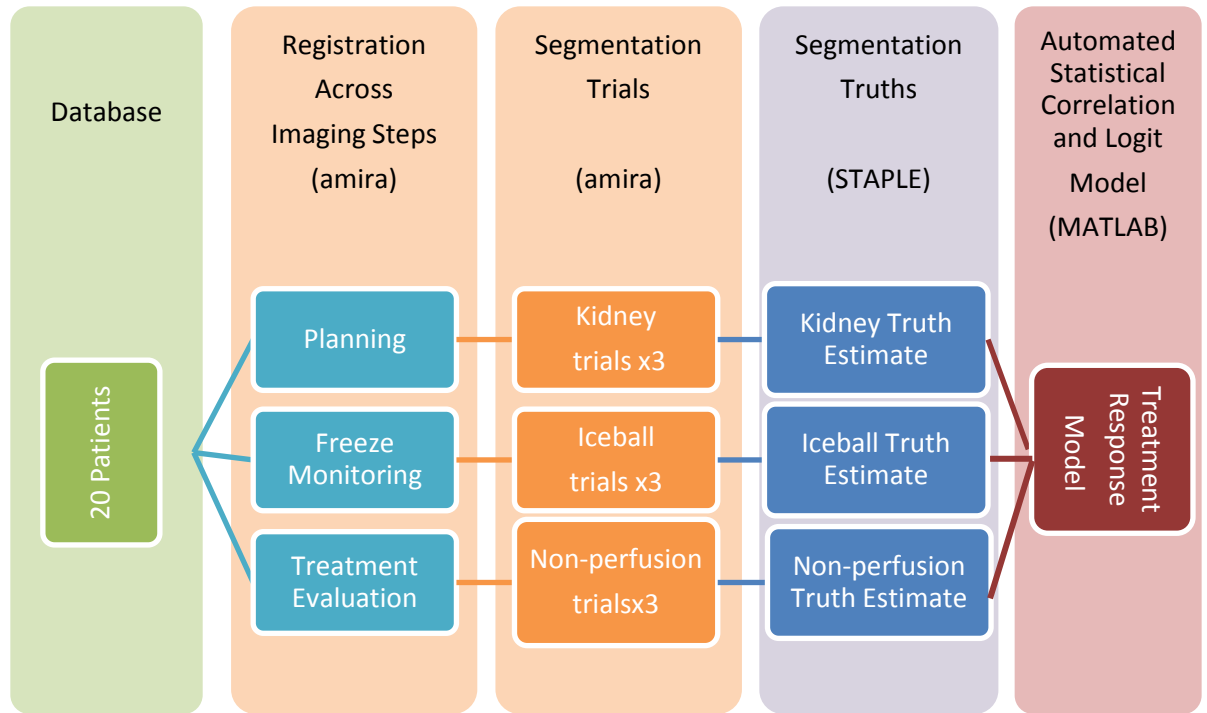 Database
20 Patients
Registration
Across
Imaging Steps
(amira)
Planning
Freeze
Monitoring
Treatment
Evaluation
Segmentation
Trials
(amira)
Kidney
trials x3
Iceball
trials x3
Non-perfusion
trialsx3
Segmentation
Truths
(STAPLE)
Kidney Truth
Estimate
Iceball Truth
Estimate
Non-perfusion
Truth Estimate
Automated
Statistical
Correlation
and Logit
Model
(MATLAB)
Treatment
Response
Model